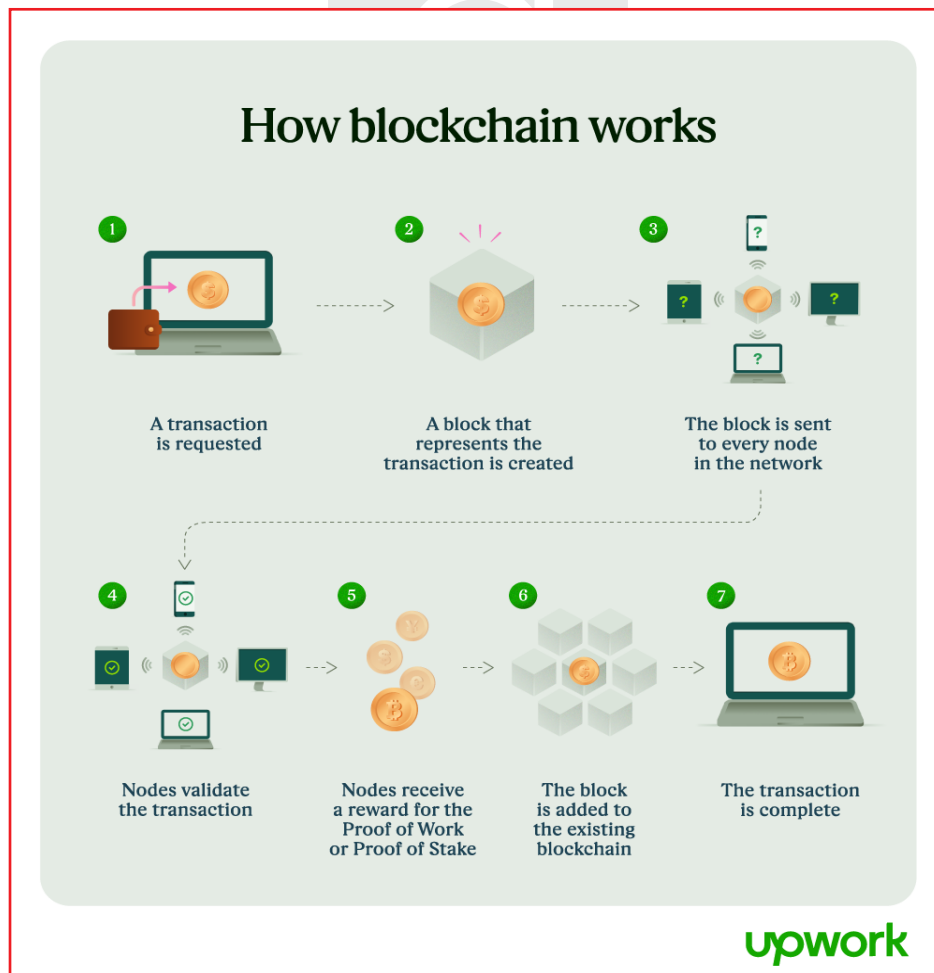 How blockchain works
1
2
3
?
?
?
?
A transaction
is requested
A block that
represents the
transaction is created
The block is sent
to every node
in the network
4
5
6
7
Nodes validate
the transaction
Nodes receive
a reward for the
Proof of Work
or Proof of Stake
The block
is added to
the existing
blockchain
The transaction
is complete
upwork